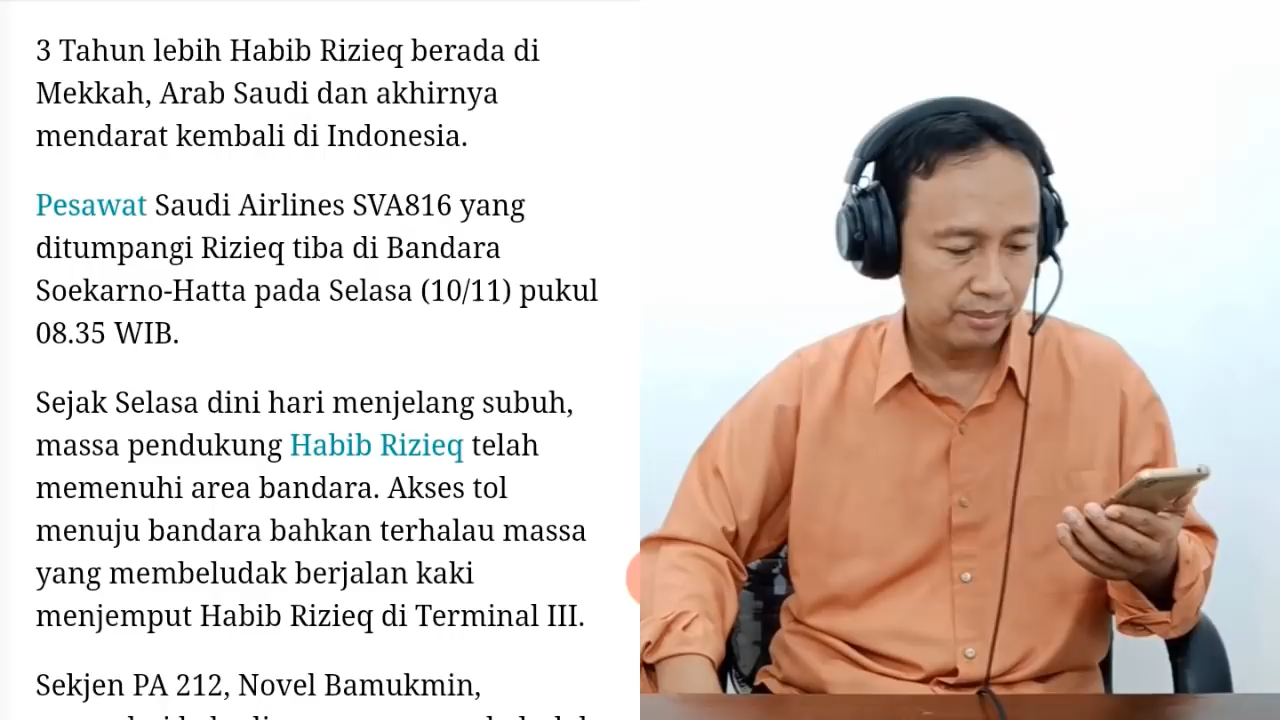 3 Tahun lebih Habib Rizieq berada di
Mekkah, Arab Saudi dan akhirnya
mendarat kembali di Indonesia.
Pesawat Saudi Airlines SVA816 yang
ditumpangi Rizieq tiba di Bandara
Soekarno-Hatta pada Selasa (10/11) pukul
08.35 WIB.
Sejak Selasa dini hari menjelang subuh,
massa pendukung Habib Rizieq telah
memenuhi area bandara. Akses tol
menuju bandara bahkan terhalau massa
yang membeludak berjalan kaki
menjemput Habib Rizieq di Terminal III.
Sekjen PA 212, Novel Bamukmin,